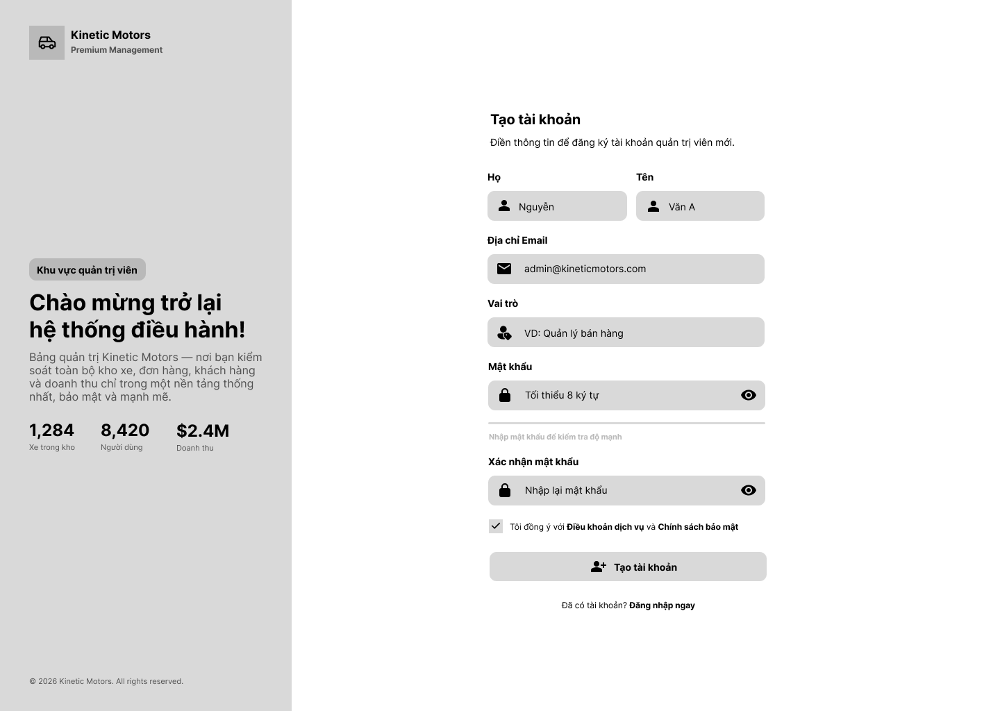 Kinetic Motors
Premium Management
Khu vực quản trị viên
Chào mừng trở lại
hệ thống điều hành!
Bảng quản trị Kinetic Motors — nơi bạn kiểm
soát toàn bộ kho xe, đơn hàng, khách hàng
và doanh thu chỉ trong một nền tảng thống
nhất, bảo mật và mạnh mẽ.
1,284 8,420 $2.4M
Xe trong kho Người dùng Doanh thu
© 2026 Kinetic Motors. All rights reserved.
Tạo tài khoản
Điền thông tin để đăng ký tài khoản quản trị viên mới.
Họ Tên
Nguyễn Văn A
Địa chỉ Email
admin@kineticmotors.com
Vai trò
VD: Quản lý bán hàng
Mật khẩu
Tối thiểu 8 ký tự
Nhập mật khẩu để kiểm tra độ mạnh
Xác nhận mật khẩu
Nhập lại mật khẩu
Tôi đồng ý với Điều khoản dịch vụ và Chính sách bảo mật
Tạo tài khoản
Đã có tài khoản? Đăng nhập ngay